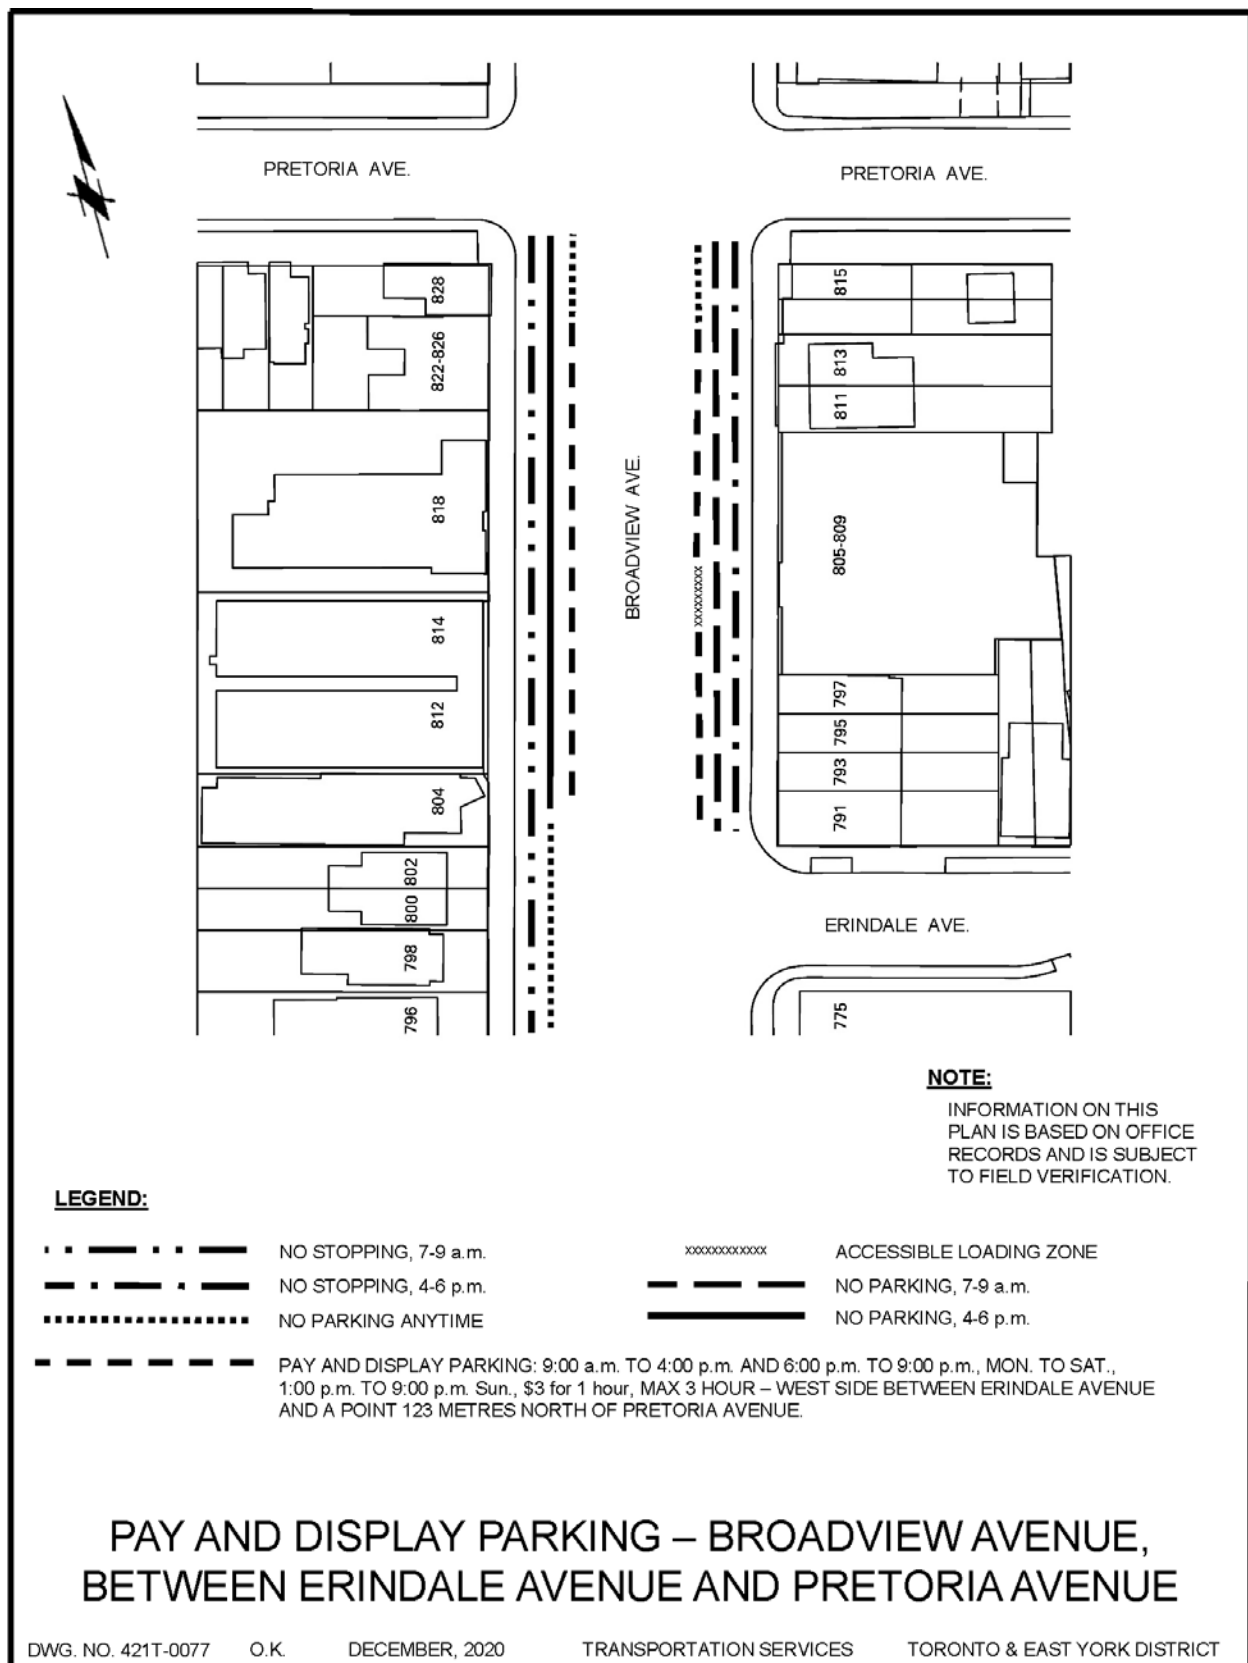 PRETORIA AVE.
PRETORIA AVE.
828
822-826
818
814
812
804
802
800
798
796
BROADVIEW AVE.
xxxxxxxxxx
815
813
811
805-809
797
795
793
791
ERINDALE AVE.
775
NOTE:
INFORMATION ON THIS
PLAN IS BASED ON OFFICE
RECORDS AND IS SUBJECT
TO FIELD VERIFICATION.
LEGEND:
NO STOPPING, 7-9 a.m.
NO STOPPING, 4-6 p.m.
NO PARKING ANYTIME
xxxxxxxxxxxx ACCESSIBLE LOADING ZONE
NO PARKING, 7-9 a.m.
NO PARKING, 4-6 p.m.
PAY AND DISPLAY PARKING: 9:00 a.m. TO 4:00 p.m. AND 6:00 p.m. TO 9:00 p.m., MON. TO SAT.,
1:00 p.m. TO 9:00 p.m. Sun., $3 for 1 hour, MAX 3 HOUR – WEST SIDE BETWEEN ERINDALE AVENUE
AND A POINT 123 METRES NORTH OF PRETORIA AVENUE.
PAY AND DISPLAY PARKING – BROADVIEW AVENUE,
BETWEEN ERINDALE AVENUE AND PRETORIA AVENUE
DWG. NO. 421T-0077 O.K. DECEMBER, 2020 TRANSPORTATION SERVICES TORONTO & EAST YORK DISTRICT